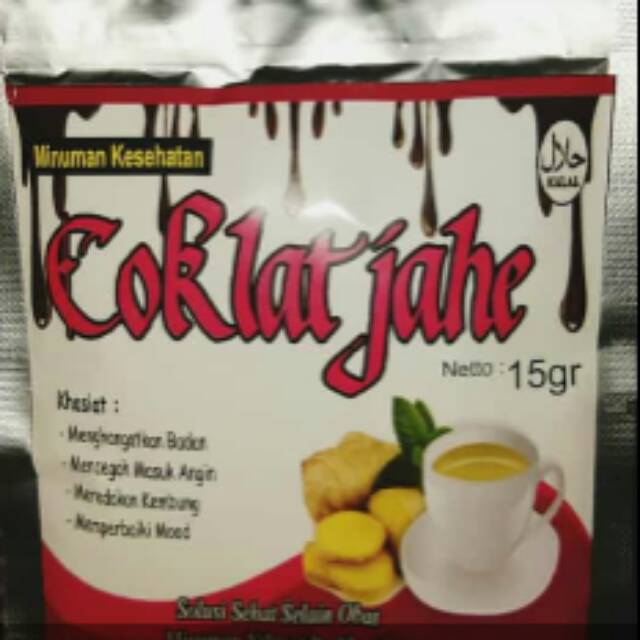 Minuman Kesehatan
حلال
HALAL
Coklat jahe
Netto : 15gr
Khasiat :
- Menghangatkan Badan
- Mencegah Masuk Angin
- Meredakan Kembung
- Memperbaiki Mood
Solusi Sehat Selain Obat